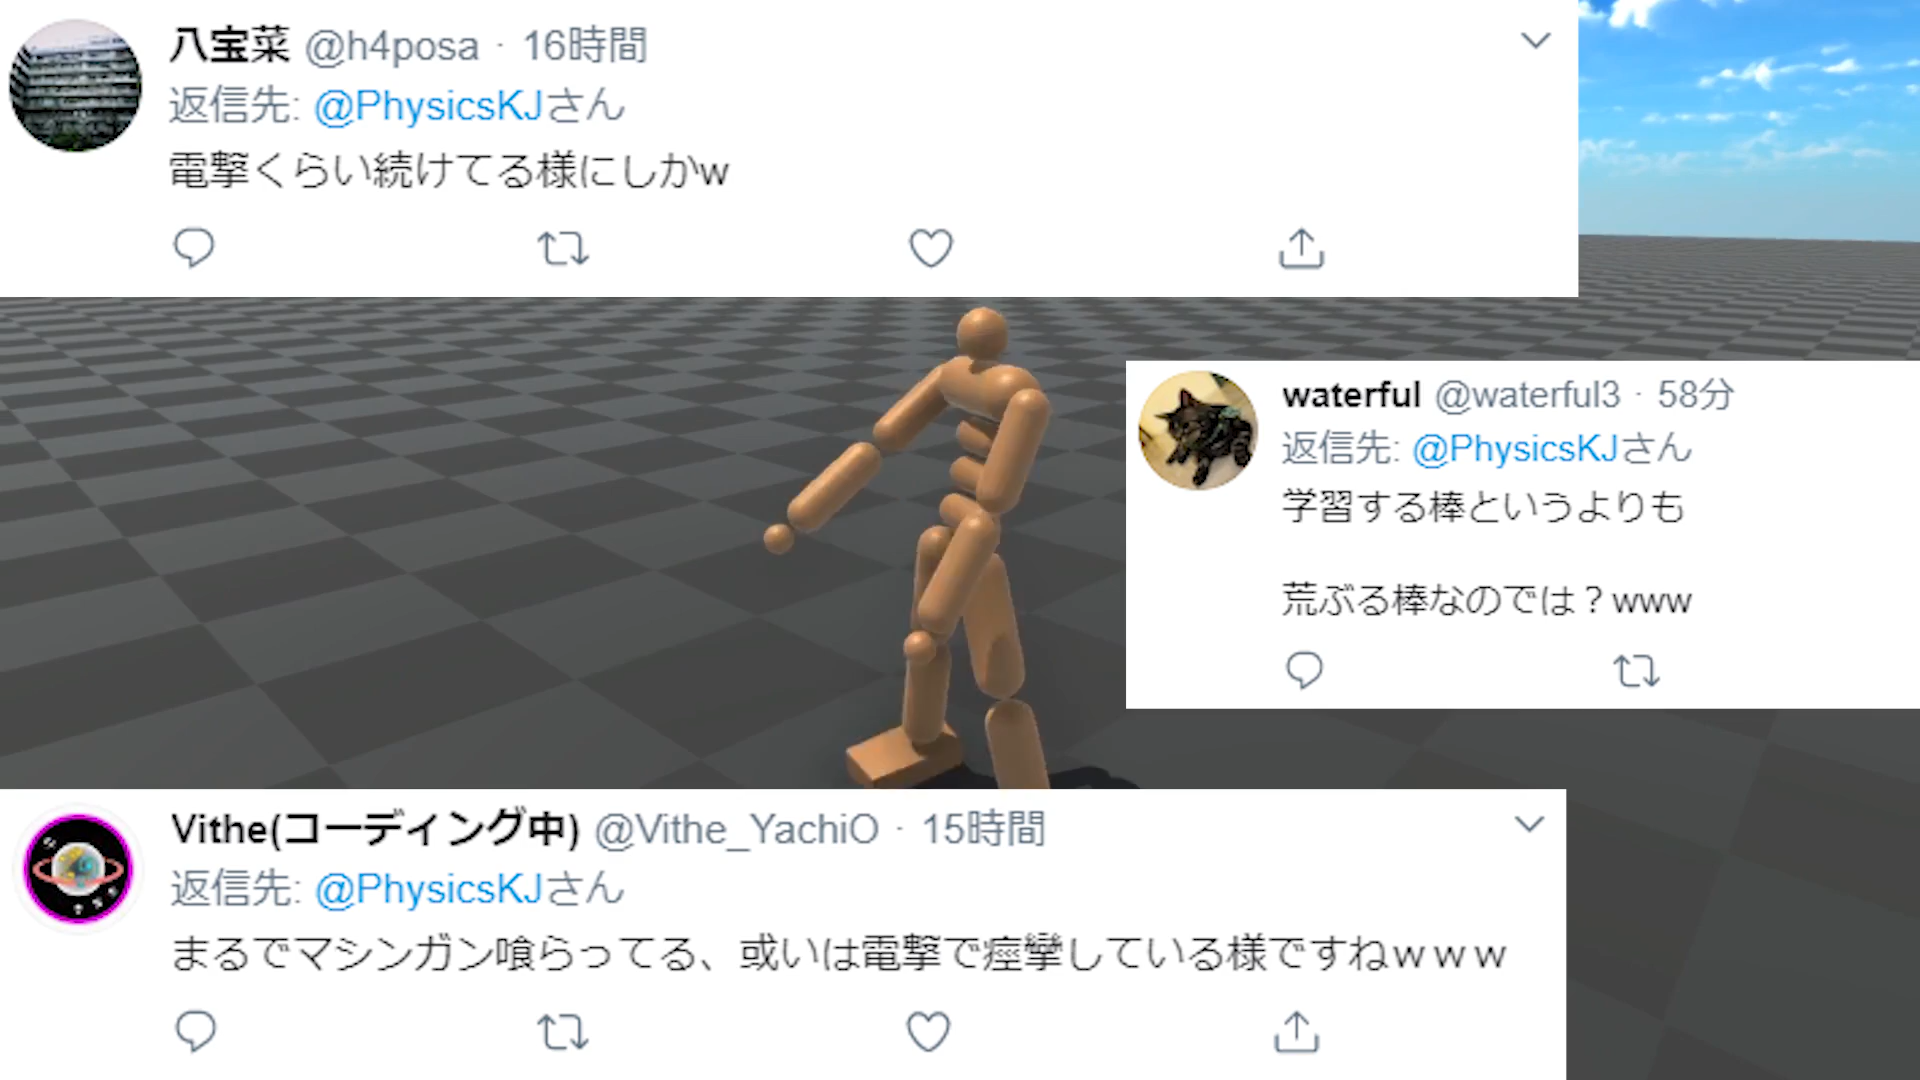 八宝菜 @h4posa · 16時間
返信先: @PhysicsKJさん
電撃くらい続けてる様にしかw
waterful @waterful3 · 58分
返信先: @PhysicsKJさん
学習する棒というよりも
荒ぶる棒なのでは？www
Vithe(コーディング中) @Vithe_YachiO · 15時間
返信先: @PhysicsKJさん
まるでマシンガン喰らってる、或いは電撃で痙攣している様ですねｗｗｗ